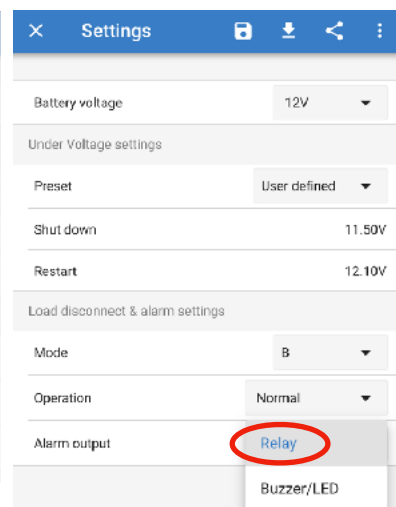 Settings
Battery voltage 12V
Under Voltage settings
Preset User defined
Shut down 11.50V
Restart 12.10V
Load disconnect & alarm settings
Mode B
Operation Normal
Alarm output Relay
Buzzer/LED